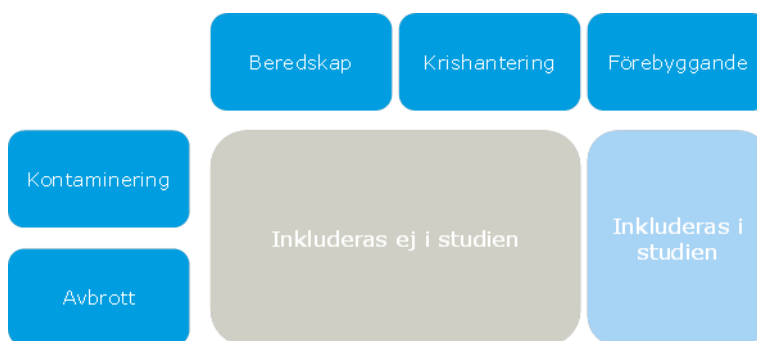 Beredskap
Krishantering
Förebyggande
Kontaminering
Inkluderas ej i studien
Inkluderas i
studien
Avbrott